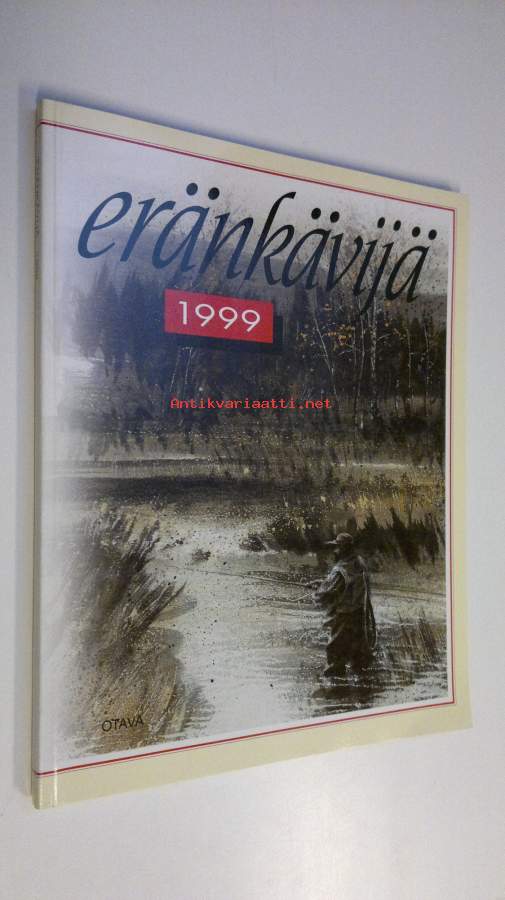 eränkävijä
1999
Antikvariaatti.net
OTAVA